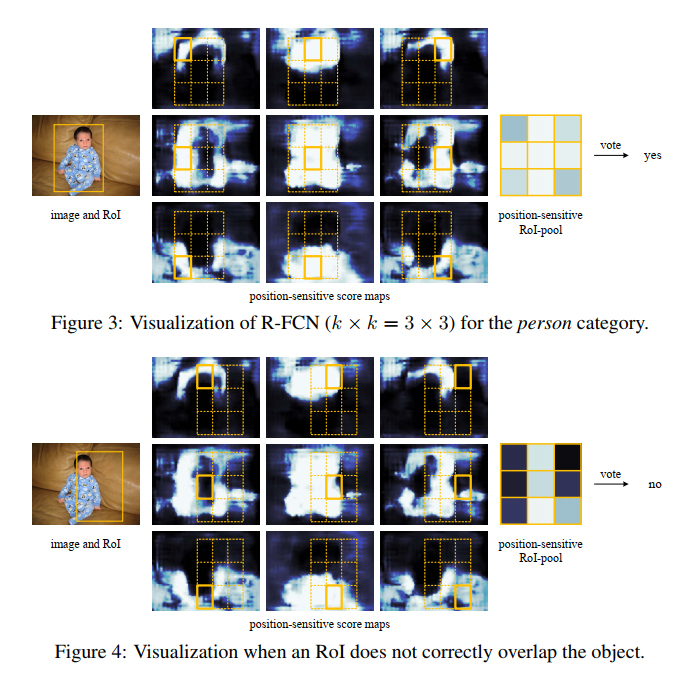 vote
yes
image and RoI
position-sensitive
RoI-pool
position-sensitive score maps
Figure 3: Visualization of R-FCN (k × k = 3 × 3) for the person category.
vote
no
image and RoI
position-sensitive
RoI-pool
position-sensitive score maps
Figure 4: Visualization when an RoI does not correctly overlap the object.